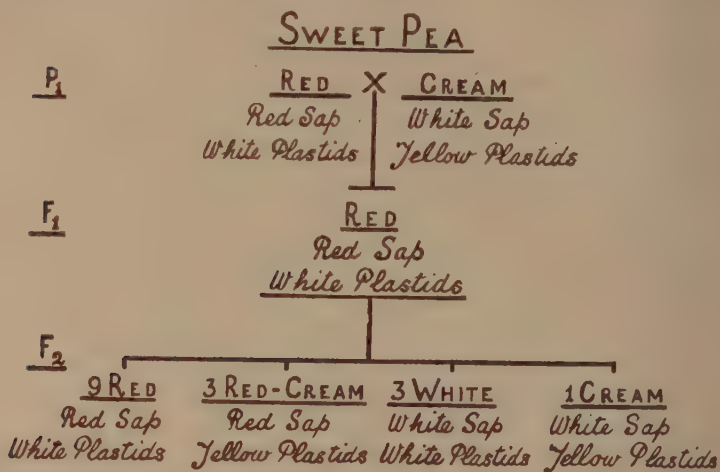 SWEET PEA
P1 RED X CREAM
Red Sap White Sap
White Plastids Yellow Plastids
F1 RED
Red Sap
White Plastids
F2
9 RED 3 RED-CREAM 3 WHITE 1 CREAM
Red Sap Red Sap White Sap White Sap
White Plastids Yellow Plastids White Plastids Yellow Plastids